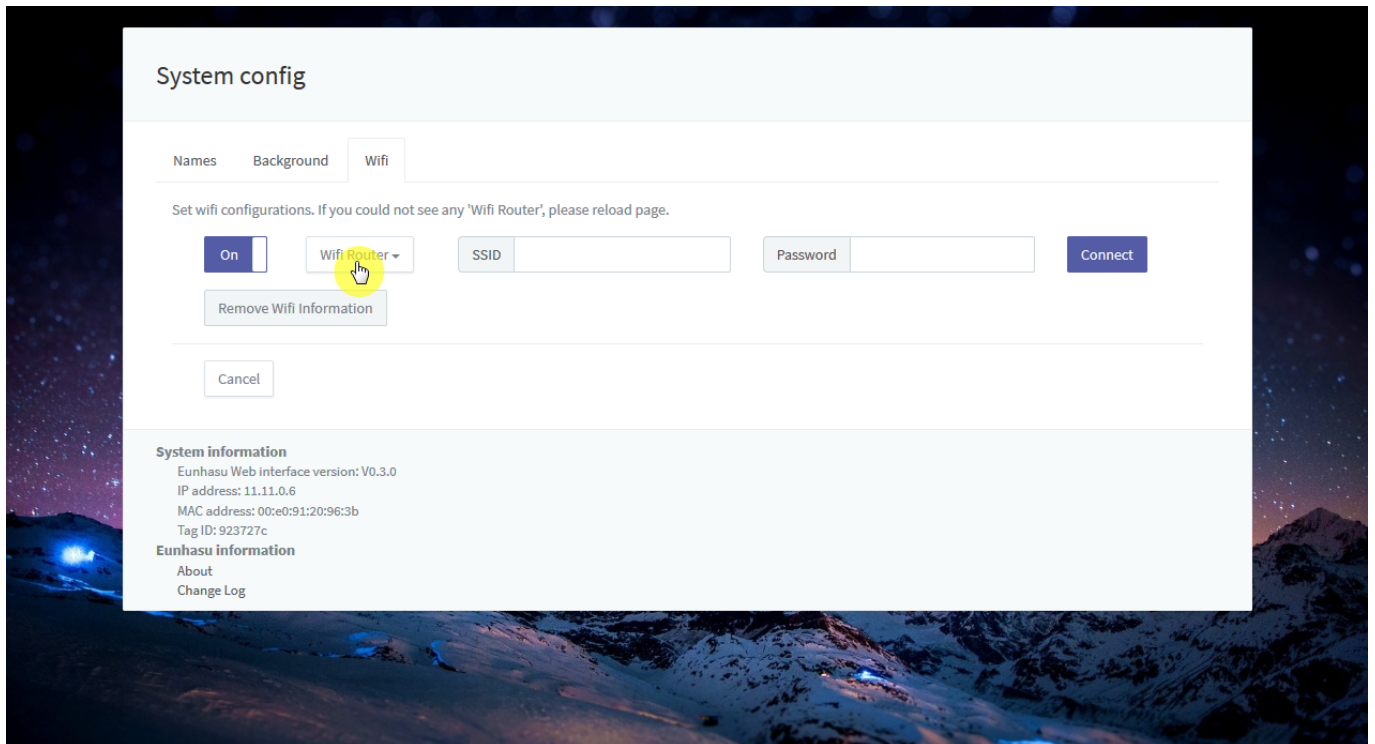 System config
Names Background Wifi
Set wifi configurations. If you could not see any 'Wifi Router', please reload page.
On Wifi Router SSID Password Connect
Remove Wifi Information
Cancel
System information
Eunhasu Web interface version: V0.3.0
IP address: 11.11.0.6
MAC address: 00:e0:91:20:96:3b
Tag ID: 923727c
Eunhasu information
About
Change Log